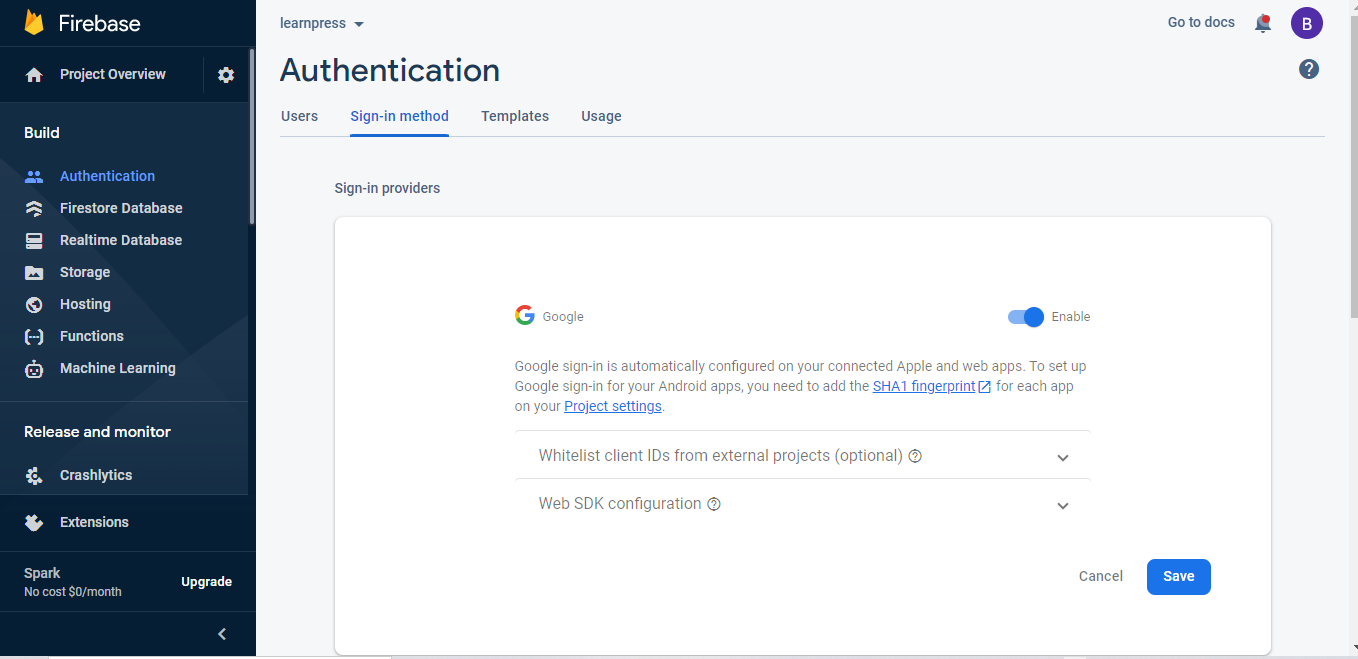 Firebase
Project Overview
Build
Authentication
Firestore Database
Realtime Database
Storage
Hosting
Functions
Machine Learning
Release and monitor
Crashlytics
Extensions
Spark
No cost $0/month
Upgrade
learnpress
Go to docs
B
Authentication
?
Users Sign-in method Templates Usage
Sign-in providers
Google
Enable
Google sign-in is automatically configured on your connected Apple and web apps. To set up
Google sign-in for your Android apps, you need to add the SHA1 fingerprint for each app
on your Project settings.
Whitelist client IDs from external projects (optional) ?
Web SDK configuration ?
Cancel Save